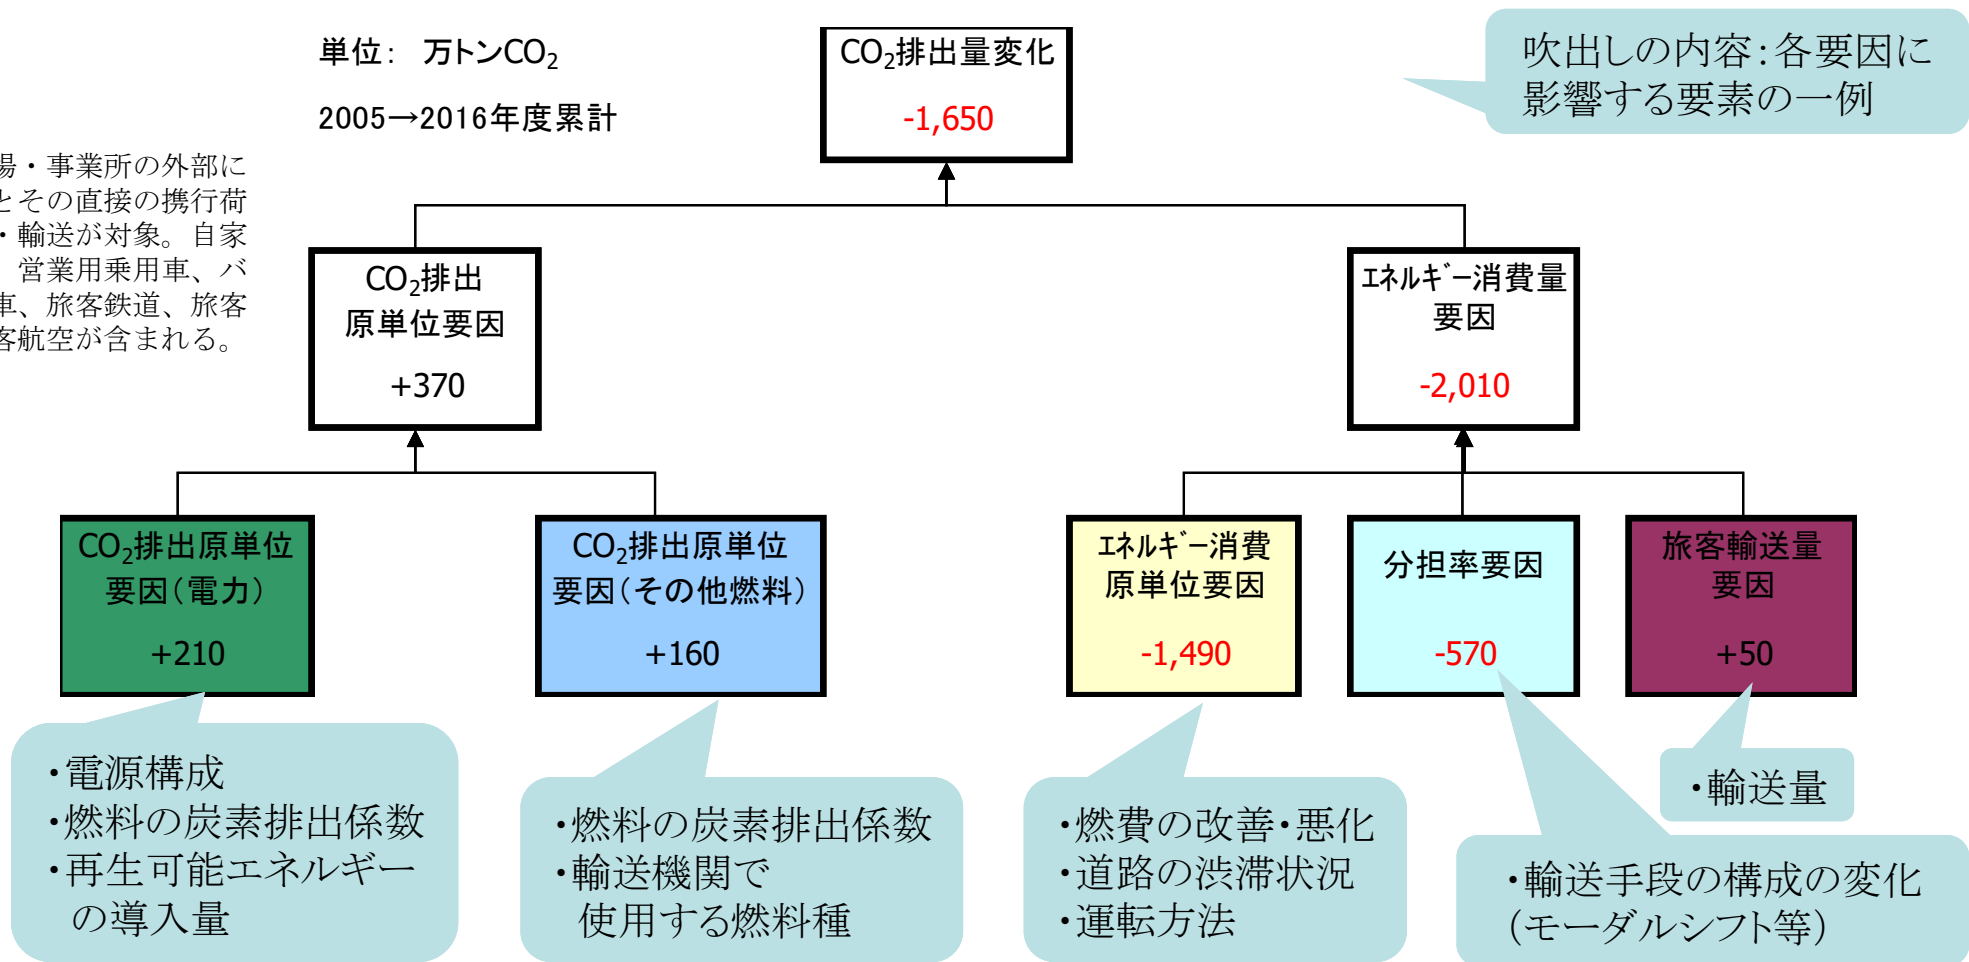 単位： 万トンCO₂
2005→2016年度累計
CO₂排出量変化
-1,650
吹出しの内容：各要因に
影響する要素の一例
場・事業所の外部に
とその直接の携行荷
・輸送が対象。自家
営業用乗用車、バ
車、旅客鉄道、旅客
客航空が含まれる。
CO₂排出
原単位要因
+370
ｴﾈﾙｷﾞｰ消費量
要因
-2,010
CO₂排出原単位
要因（電力）
+210
CO₂排出原単位
要因（その他燃料）
+160
ｴﾈﾙｷﾞｰ消費
原単位要因
-1,490
分担率要因
-570
旅客輸送量
要因
+50
・電源構成
・燃料の炭素排出係数
・再生可能エネルギー
の導入量
・燃料の炭素排出係数
・輸送機関で
使用する燃料種
・燃費の改善・悪化
・道路の渋滞状況
・運転方法
・輸送量
・輸送手段の構成の変化
（モーダルシフト等）